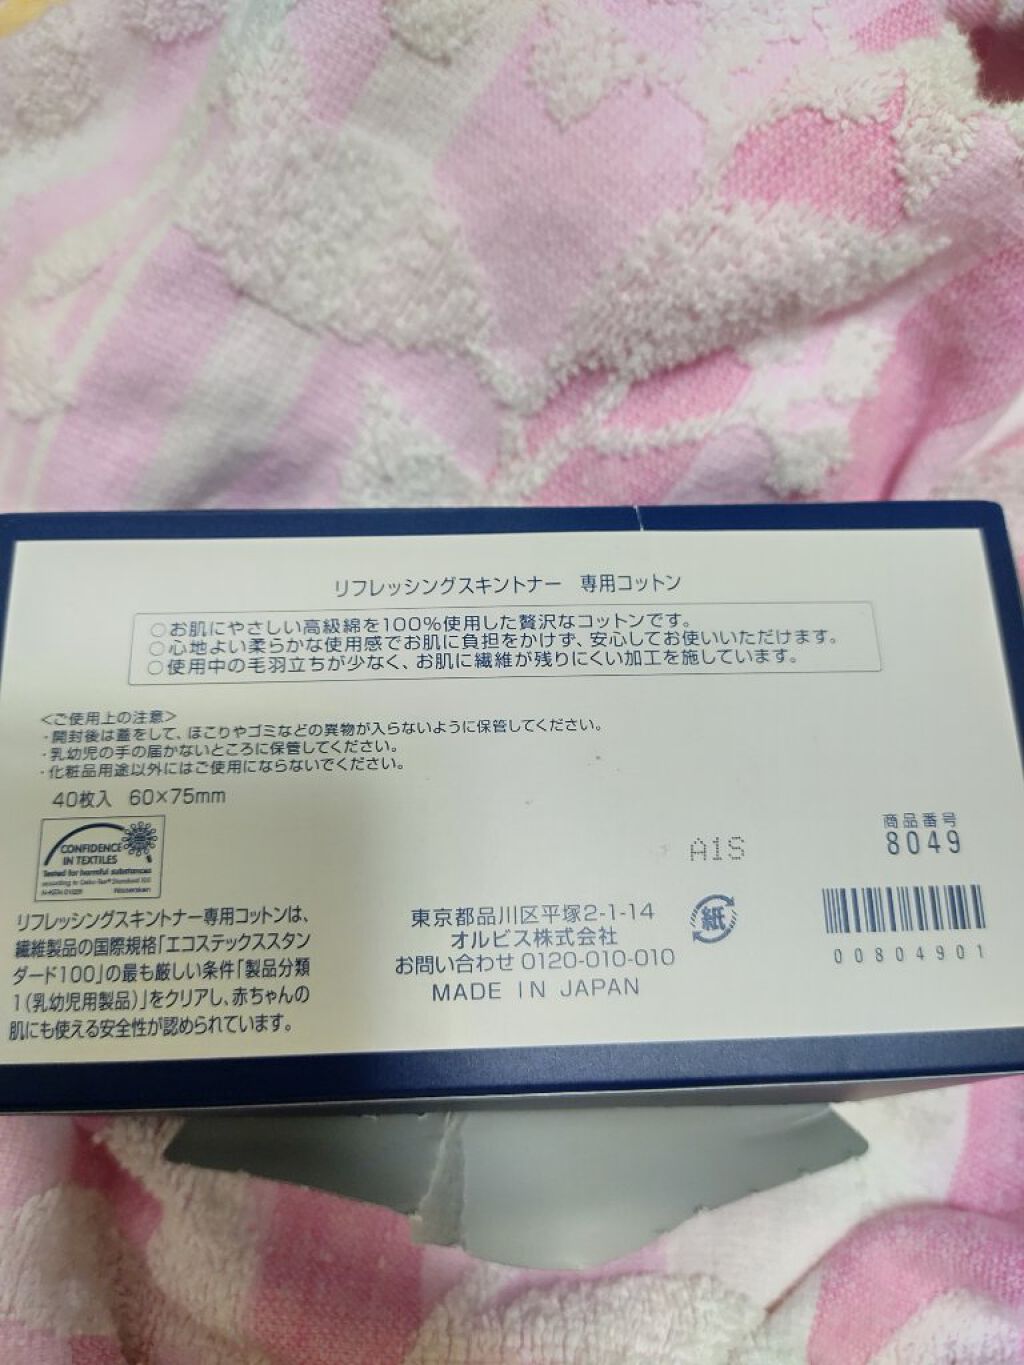 リフレッシングスキントナー 専用コットン
○お肌にやさしい高級綿を100%使用した贅沢なコットンです。
○心地よい柔らかな使用感でお肌に負担をかけず、安心してお使いいただけます。
○使用中の毛羽立ちが少なく、お肌に繊維が残りにくい加工を施しています。
<ご使用上の注意>
・開封後は蓋をして、ほこりやゴミなどの異物が入らないように保管してください。
・乳幼児の手の届かないところに保管してください。
・化粧品用途以外にはご使用にならないでください。
40枚入 60×75mm
CONFIDENCE
IN TEXTILES
Tested for harmful substances
according to Oeko-Tex® Standard 100
Nissenken
リフレッシングスキントナー専用コットンは、
繊維製品の国際規格「エコステックススタン
ダード100」の最も厳しい条件「製品分類
1(乳幼児用製品)」をクリアし、赤ちゃんの
肌にも使える安全性が認められています。
A1S
東京都品川区平塚2-1-14
オルビス株式会社
お問い合わせ 0120-010-010
MADE IN JAPAN
紙
商品番号
8049
00804901